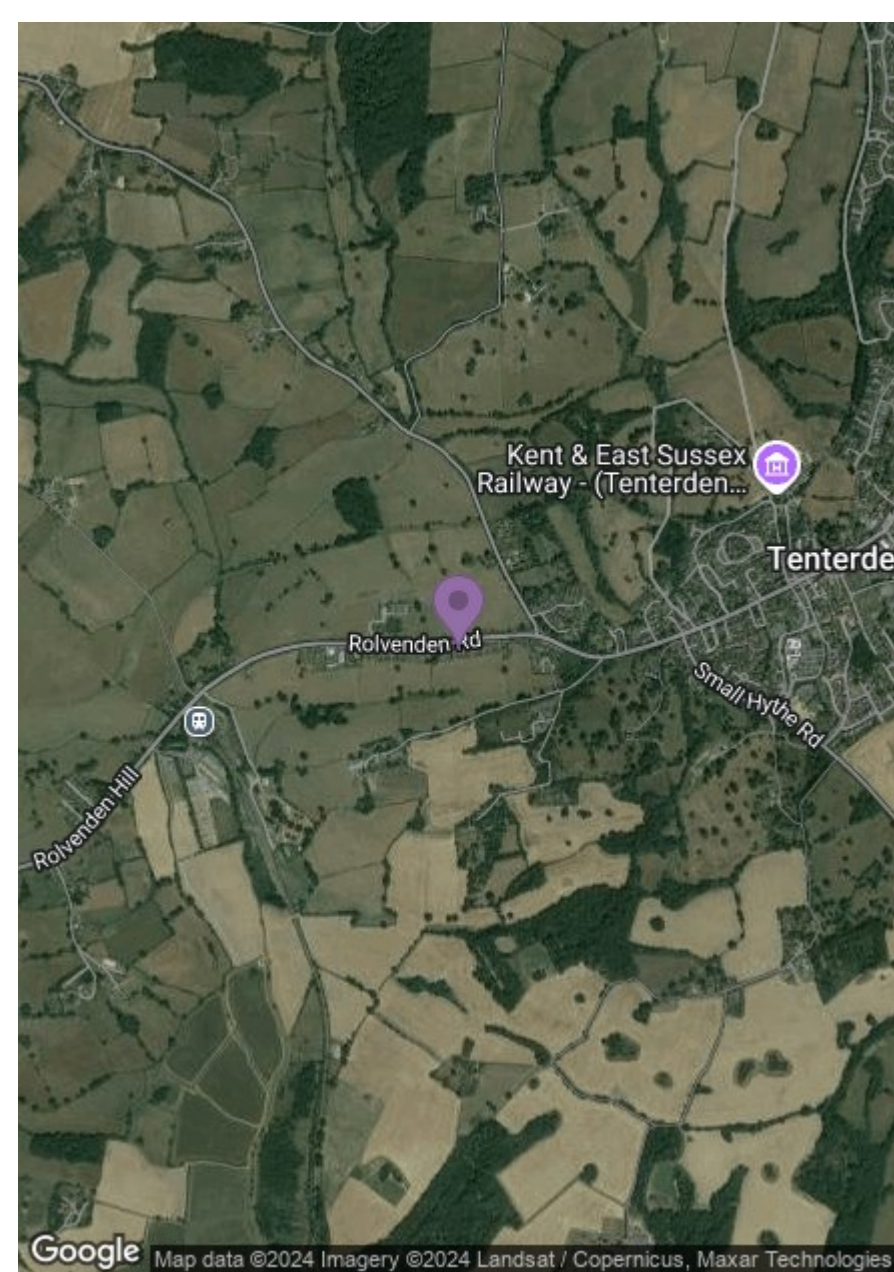 Kent & East Sussex
Railway - (Tenterden...
Tenterde
Rolvenden Rd
Small Hythe Rd
Rolvenden Hill
Google
Map data ©2024 Imagery ©2024 Landsat / Copernicus, Maxar Technologies